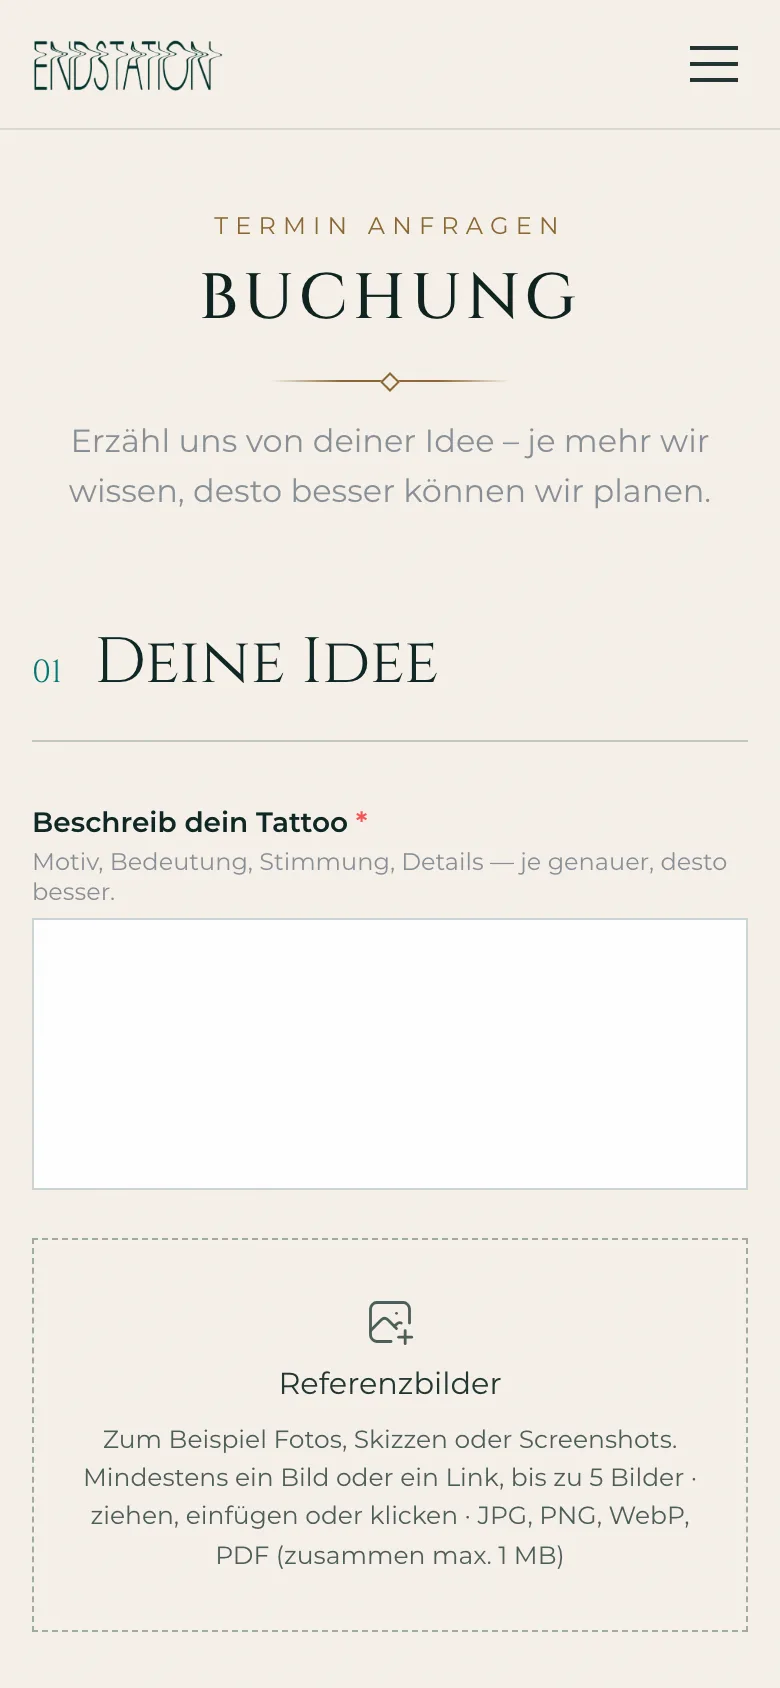 ENDSTATION
TERMIN ANFRAGEN
BUCHUNG
Erzähl uns von deiner Idee – je mehr wir
wissen, desto besser können wir planen.
01 Deine Idee
Beschreib dein Tattoo *
Motiv, Bedeutung, Stimmung, Details — je genauer, desto
besser.
Referenzbilder
Zum Beispiel Fotos, Skizzen oder Screenshots.
Mindestens ein Bild oder ein Link, bis zu 5 Bilder ·
ziehen, einfügen oder klicken · JPG, PNG, WebP,
PDF (zusammen max. 1 MB)